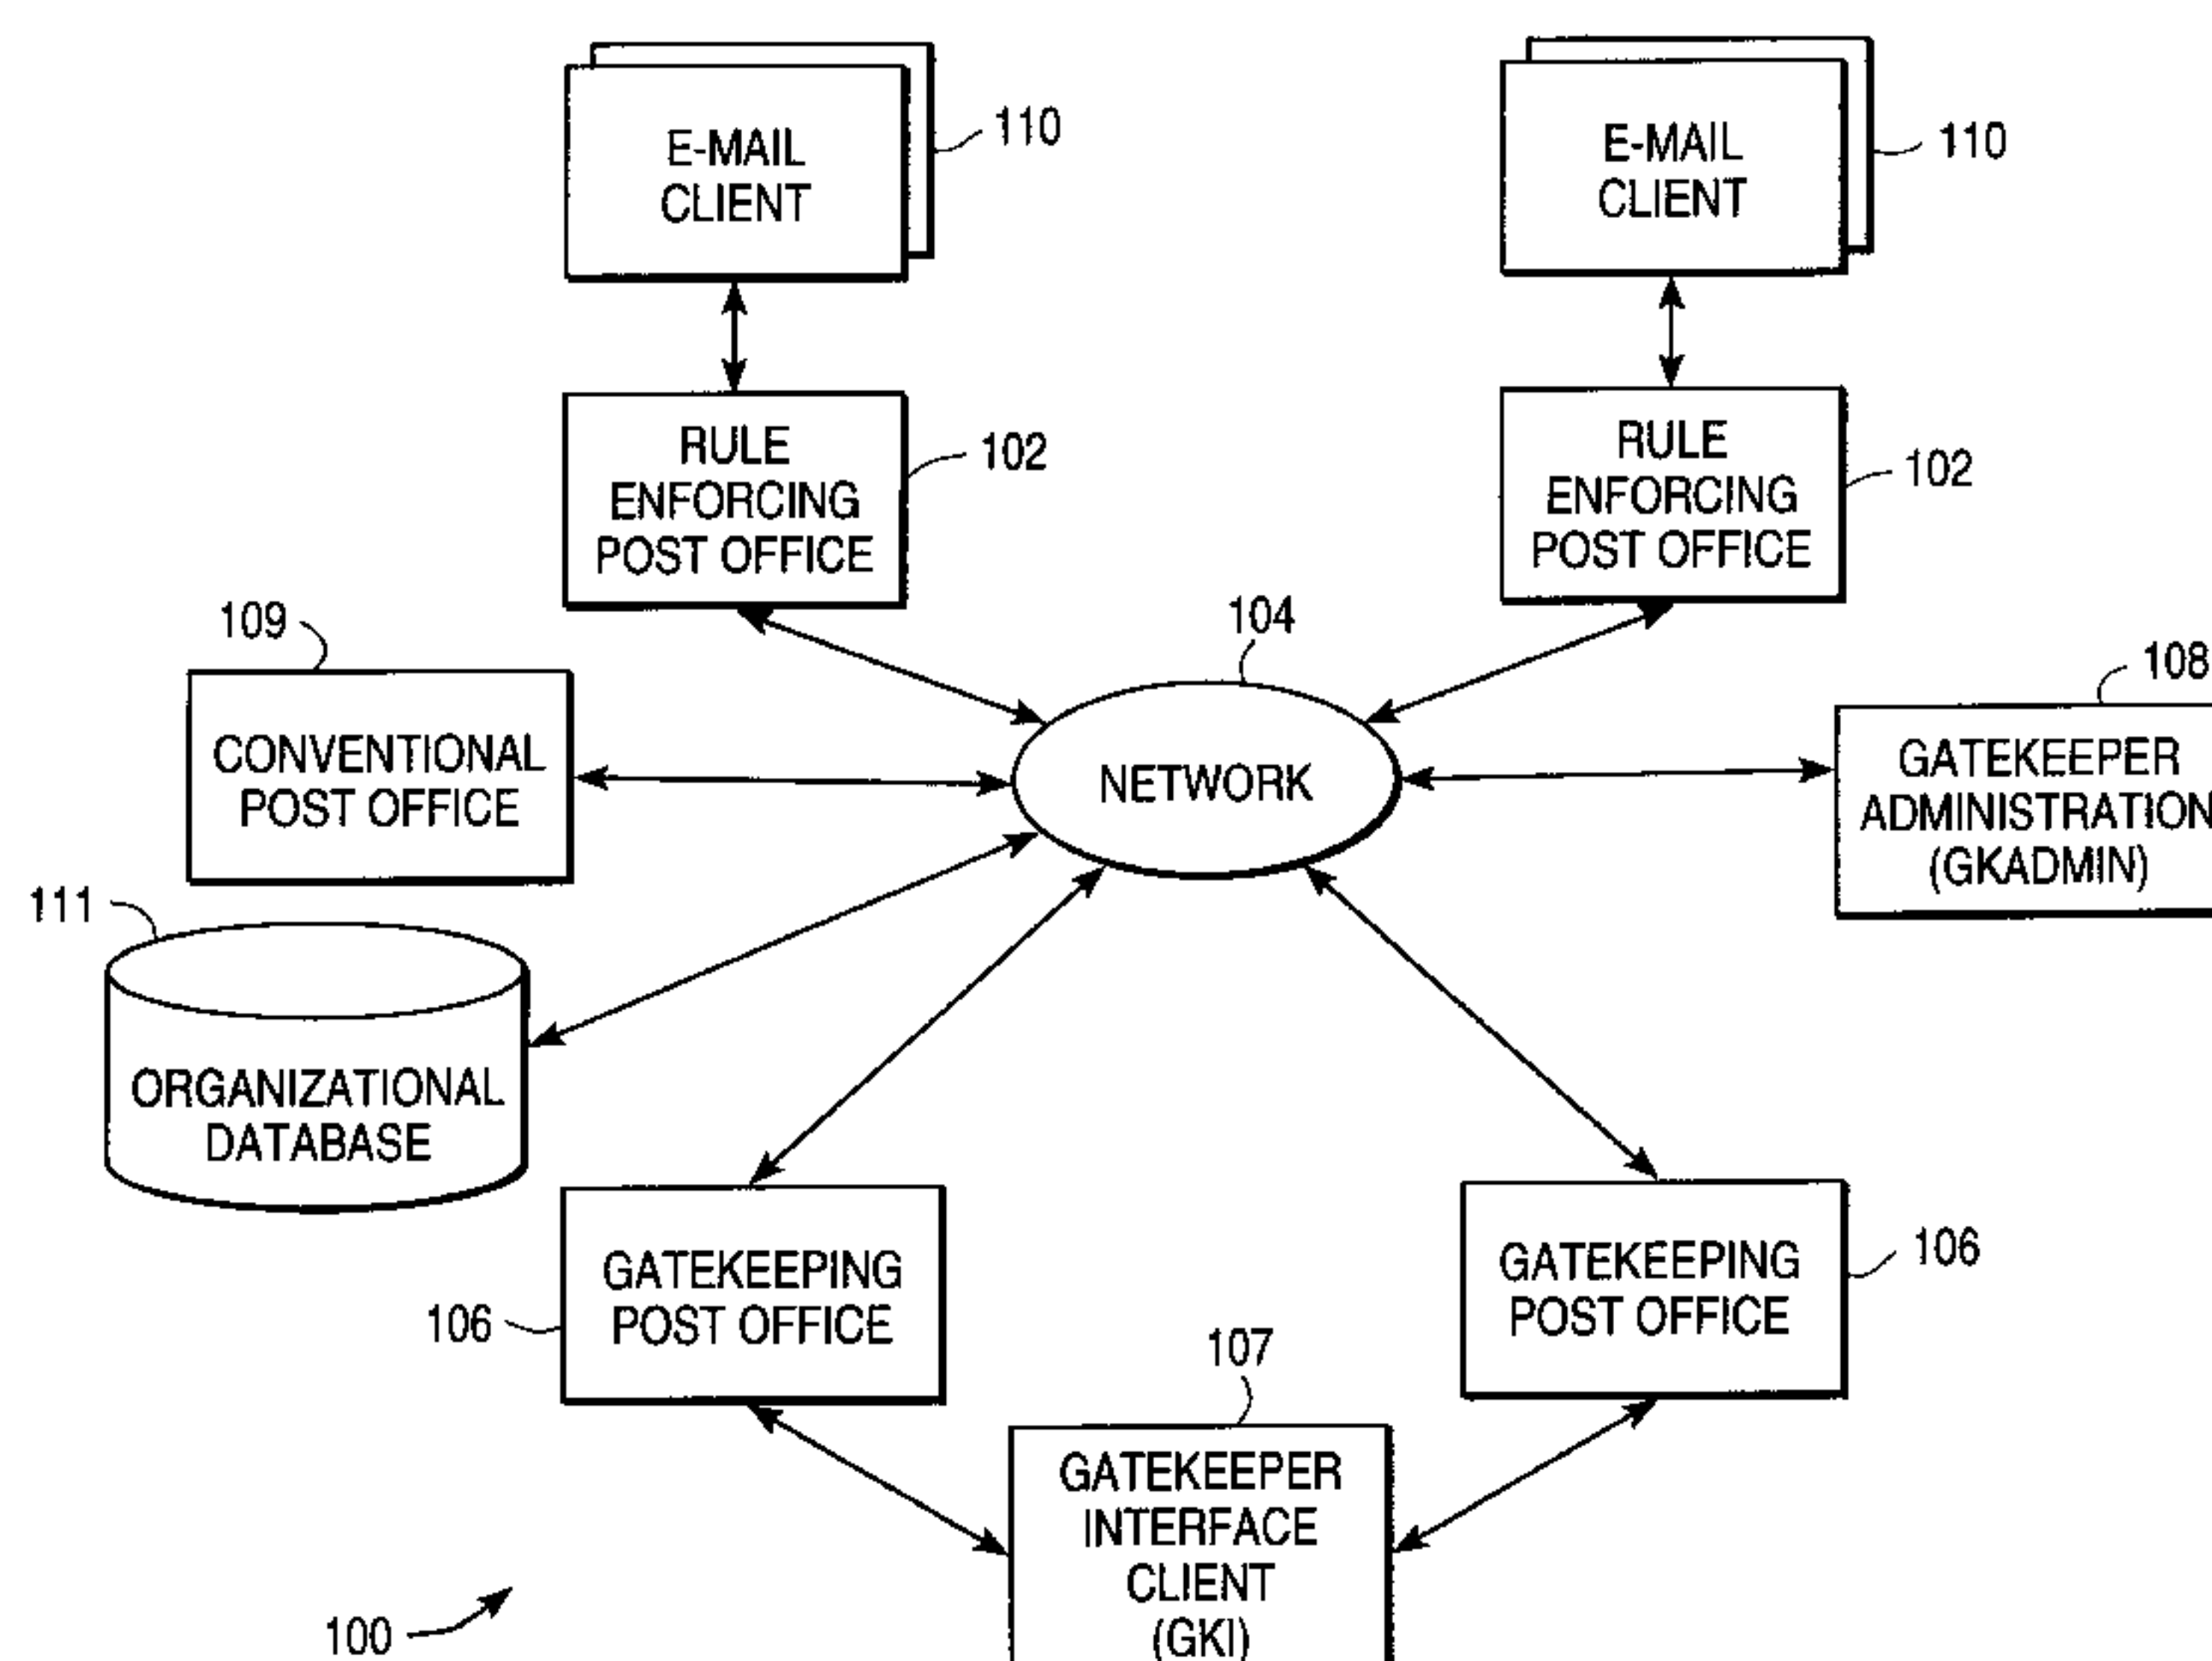 E-MAIL
CLIENT
110
E-MAIL
CLIENT
110
RULE
ENFORCING
POST OFFICE
102
RULE
ENFORCING
POST OFFICE
102
109
CONVENTIONAL
POST OFFICE
104
NETWORK
108
GATEKEEPER
ADMINISTRATION
(GKADMIN)
111
ORGANIZATIONAL
DATABASE
GATEKEEPING
POST OFFICE
106
GATEKEEPING
POST OFFICE
106
107
GATEKEEPER
INTERFACE
CLIENT
(GKI)
100